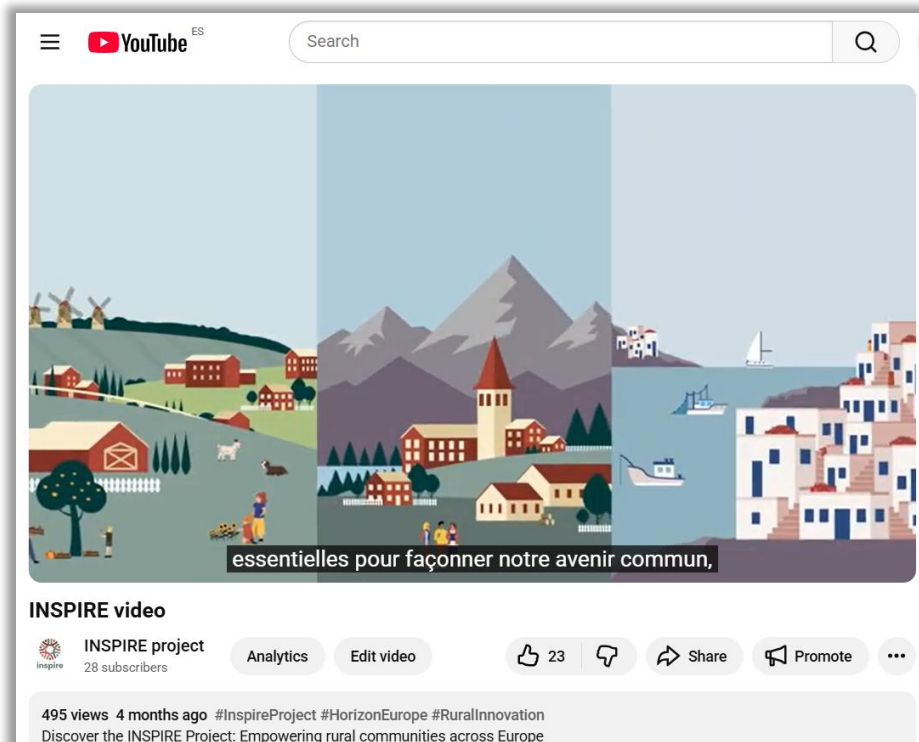 YouTube ES
Search
essentielles pour façonner notre avenir commun,
INSPIRE video
inspire
INSPIRE project
28 subscribers
Analytics
Edit video
23
Share
Promote
495 views 4 months ago #InspireProject #HorizonEurope #RuralInnovation
Discover the INSPIRE Project: Empowering rural communities across Europe